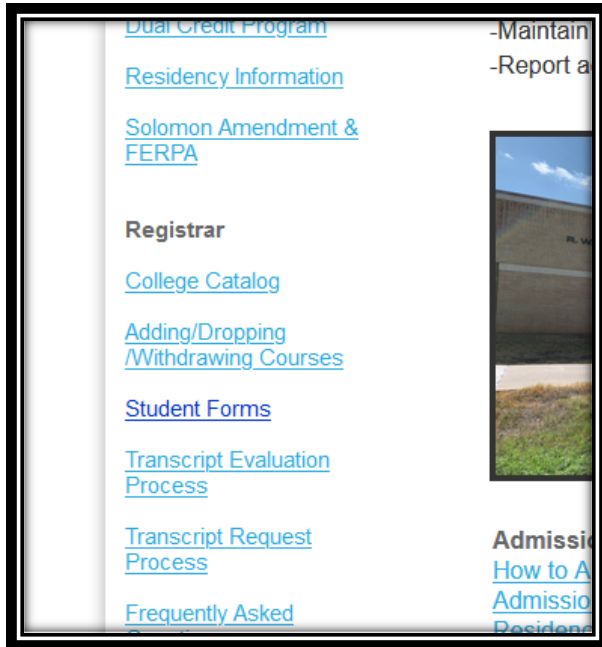 Dual Credit Program
Residency Information
Solomon Amendment &
FERPA
Registrar
College Catalog
Adding/Dropping
/Withdrawing Courses
Student Forms
Transcript Evaluation
Process
Transcript Request
Process
Frequently Asked
-Maintain
-Report a
R. W
Admissio
How to A
Admissio
Residenc